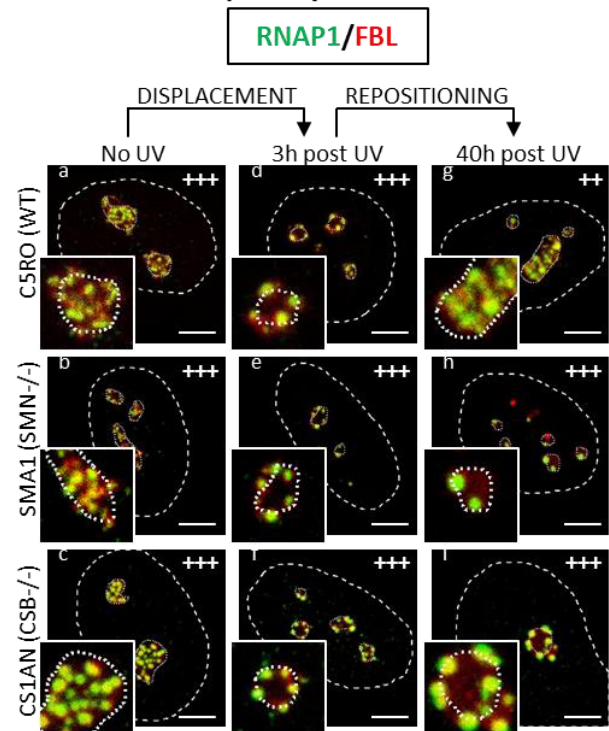 RNAP1/FBL
DISPLACEMENT REPOSITIONING
No UV 3h post UV 40h post UV
C5RO (WT)
a +++
d +++
g ++
SMA1 (SMN-/-)
b +++
e +++
h +++
CS1AN (CSB-/-)
c +++
f +++
i +++